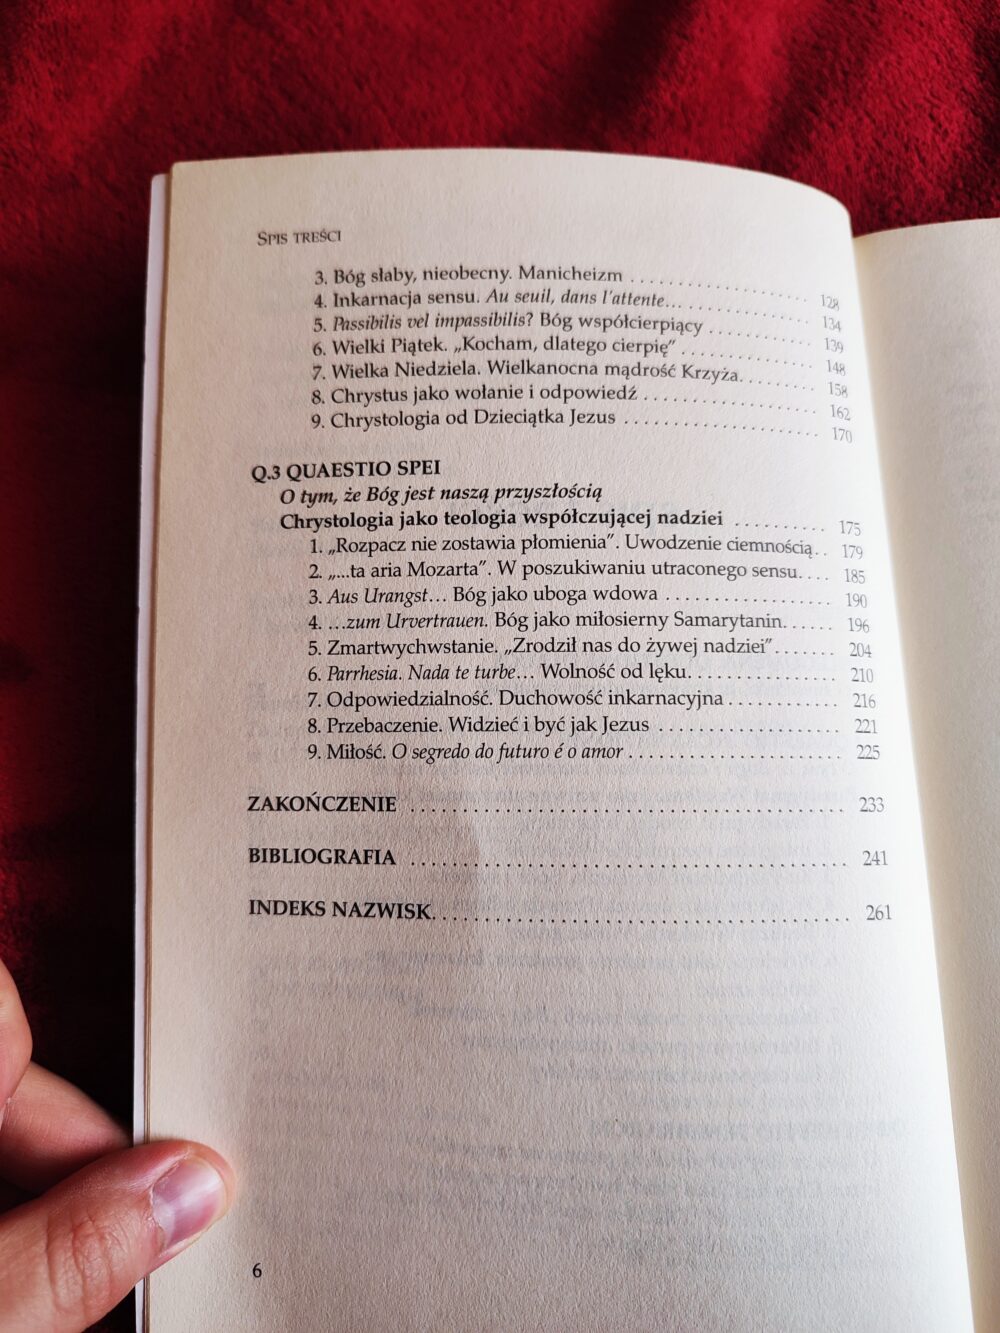 SPIS TREŚCI
3. Bóg słaby, nieobecny. Manicheizm . . . . . . . . . . . . . . . . . . . . . 128
4. Inkarnacja sensu. Au seuil, dans l'attente… . . . . . . . . . . . . . . . 134
5. Passibilis vel impassibilis? Bóg współcierpiący . . . . . . . . . . . . 139
6. Wielki Piątek. „Kocham, dlatego cierpię” . . . . . . . . . . . . . . . 148
7. Wielka Niedziela. Wielkanocna mądrość Krzyża. . . . . . . . . 158
8. Chrystus jako wołanie i odpowiedź . . . . . . . . . . . . . . . . . . . 162
9. Chrystologia od Dzieciątka Jezus . . . . . . . . . . . . . . . . . . . . . 170
Q.3 QUAESTIO SPEI
O tym, że Bóg jest naszą przyszłością
Chrystologia jako teologia współczującej nadziei . . . . . . . . . . 175
1. „Rozpacz nie zostawia płomienia”. Uwodzenie ciemnością. . 179
2. „...ta aria Mozarta”. W poszukiwaniu utraconego sensu. . . . 185
3. Aus Urangst… Bóg jako uboga wdowa . . . . . . . . . . . . . . . . . 190
4. …zum Urvertrauen. Bóg jako miłosierny Samarytanin. . . . . . 196
5. Zmartwychwstanie. „Zrodził nas do żywej nadziei”. . . . . . . 204
6. Parrhesia. Nada te turbe… Wolność od lęku. . . . . . . . . . . . . . 210
7. Odpowiedzialność. Duchowość inkarnacyjna . . . . . . . . . . . 216
8. Przebaczenie. Widzieć i być jak Jezus . . . . . . . . . . . . . . . . . . 221
9. Miłość. O segredo do futuro é o amor . . . . . . . . . . . . . . . . . . . . 225
ZAKOŃCZENIE . . . . . . . . . . . . . . . . . . . . . . . . . . . . . . . . . 233
BIBLIOGRAFIA . . . . . . . . . . . . . . . . . . . . . . . . . . . . . . . . . 241
INDEKS NAZWISK. . . . . . . . . . . . . . . . . . . . . . . . . . . . . . . 261
6